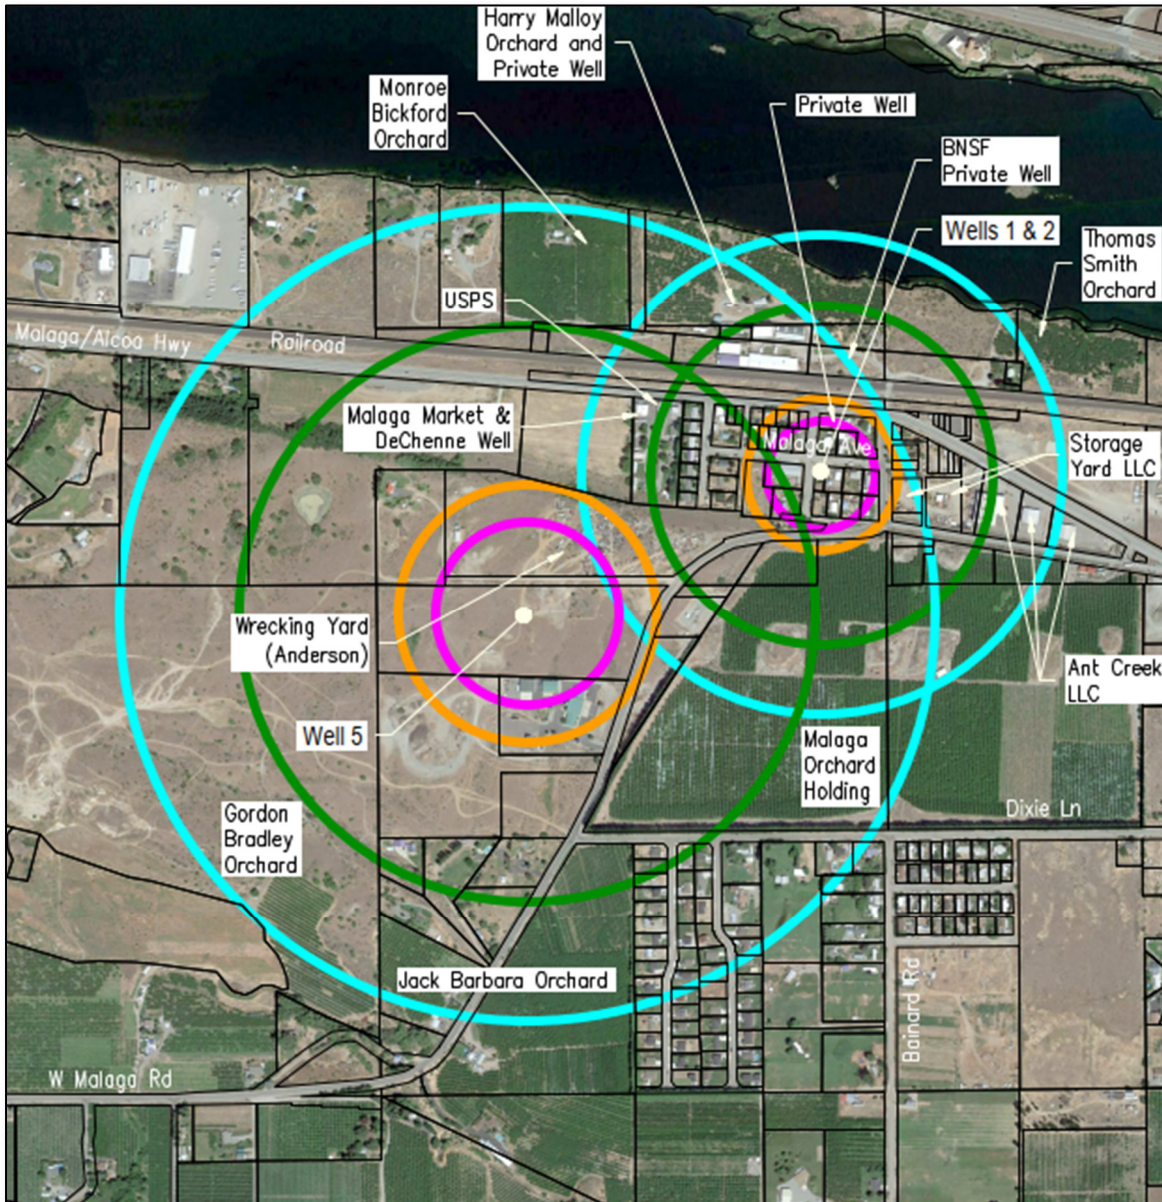 Harry Malloy
Orchard and
Private Well
Monroe
Bickford
Orchard
Private Well
BNSF
Private Well
Wells 1 & 2
Thomas
Smith
Orchard
USPS
Malaga/Alcoa Hwy
Railroad
Malaga Market &
DeChenne Well
Malaga Ave
Storage
Yard LLC
Wrecking Yard
(Anderson)
Ant Creek
LLC
Well 5
Malaga
Orchard
Holding
Gordon
Bradley
Orchard
Dixie Ln
Jack Barbara Orchard
Bainard Rd
W Malaga Rd